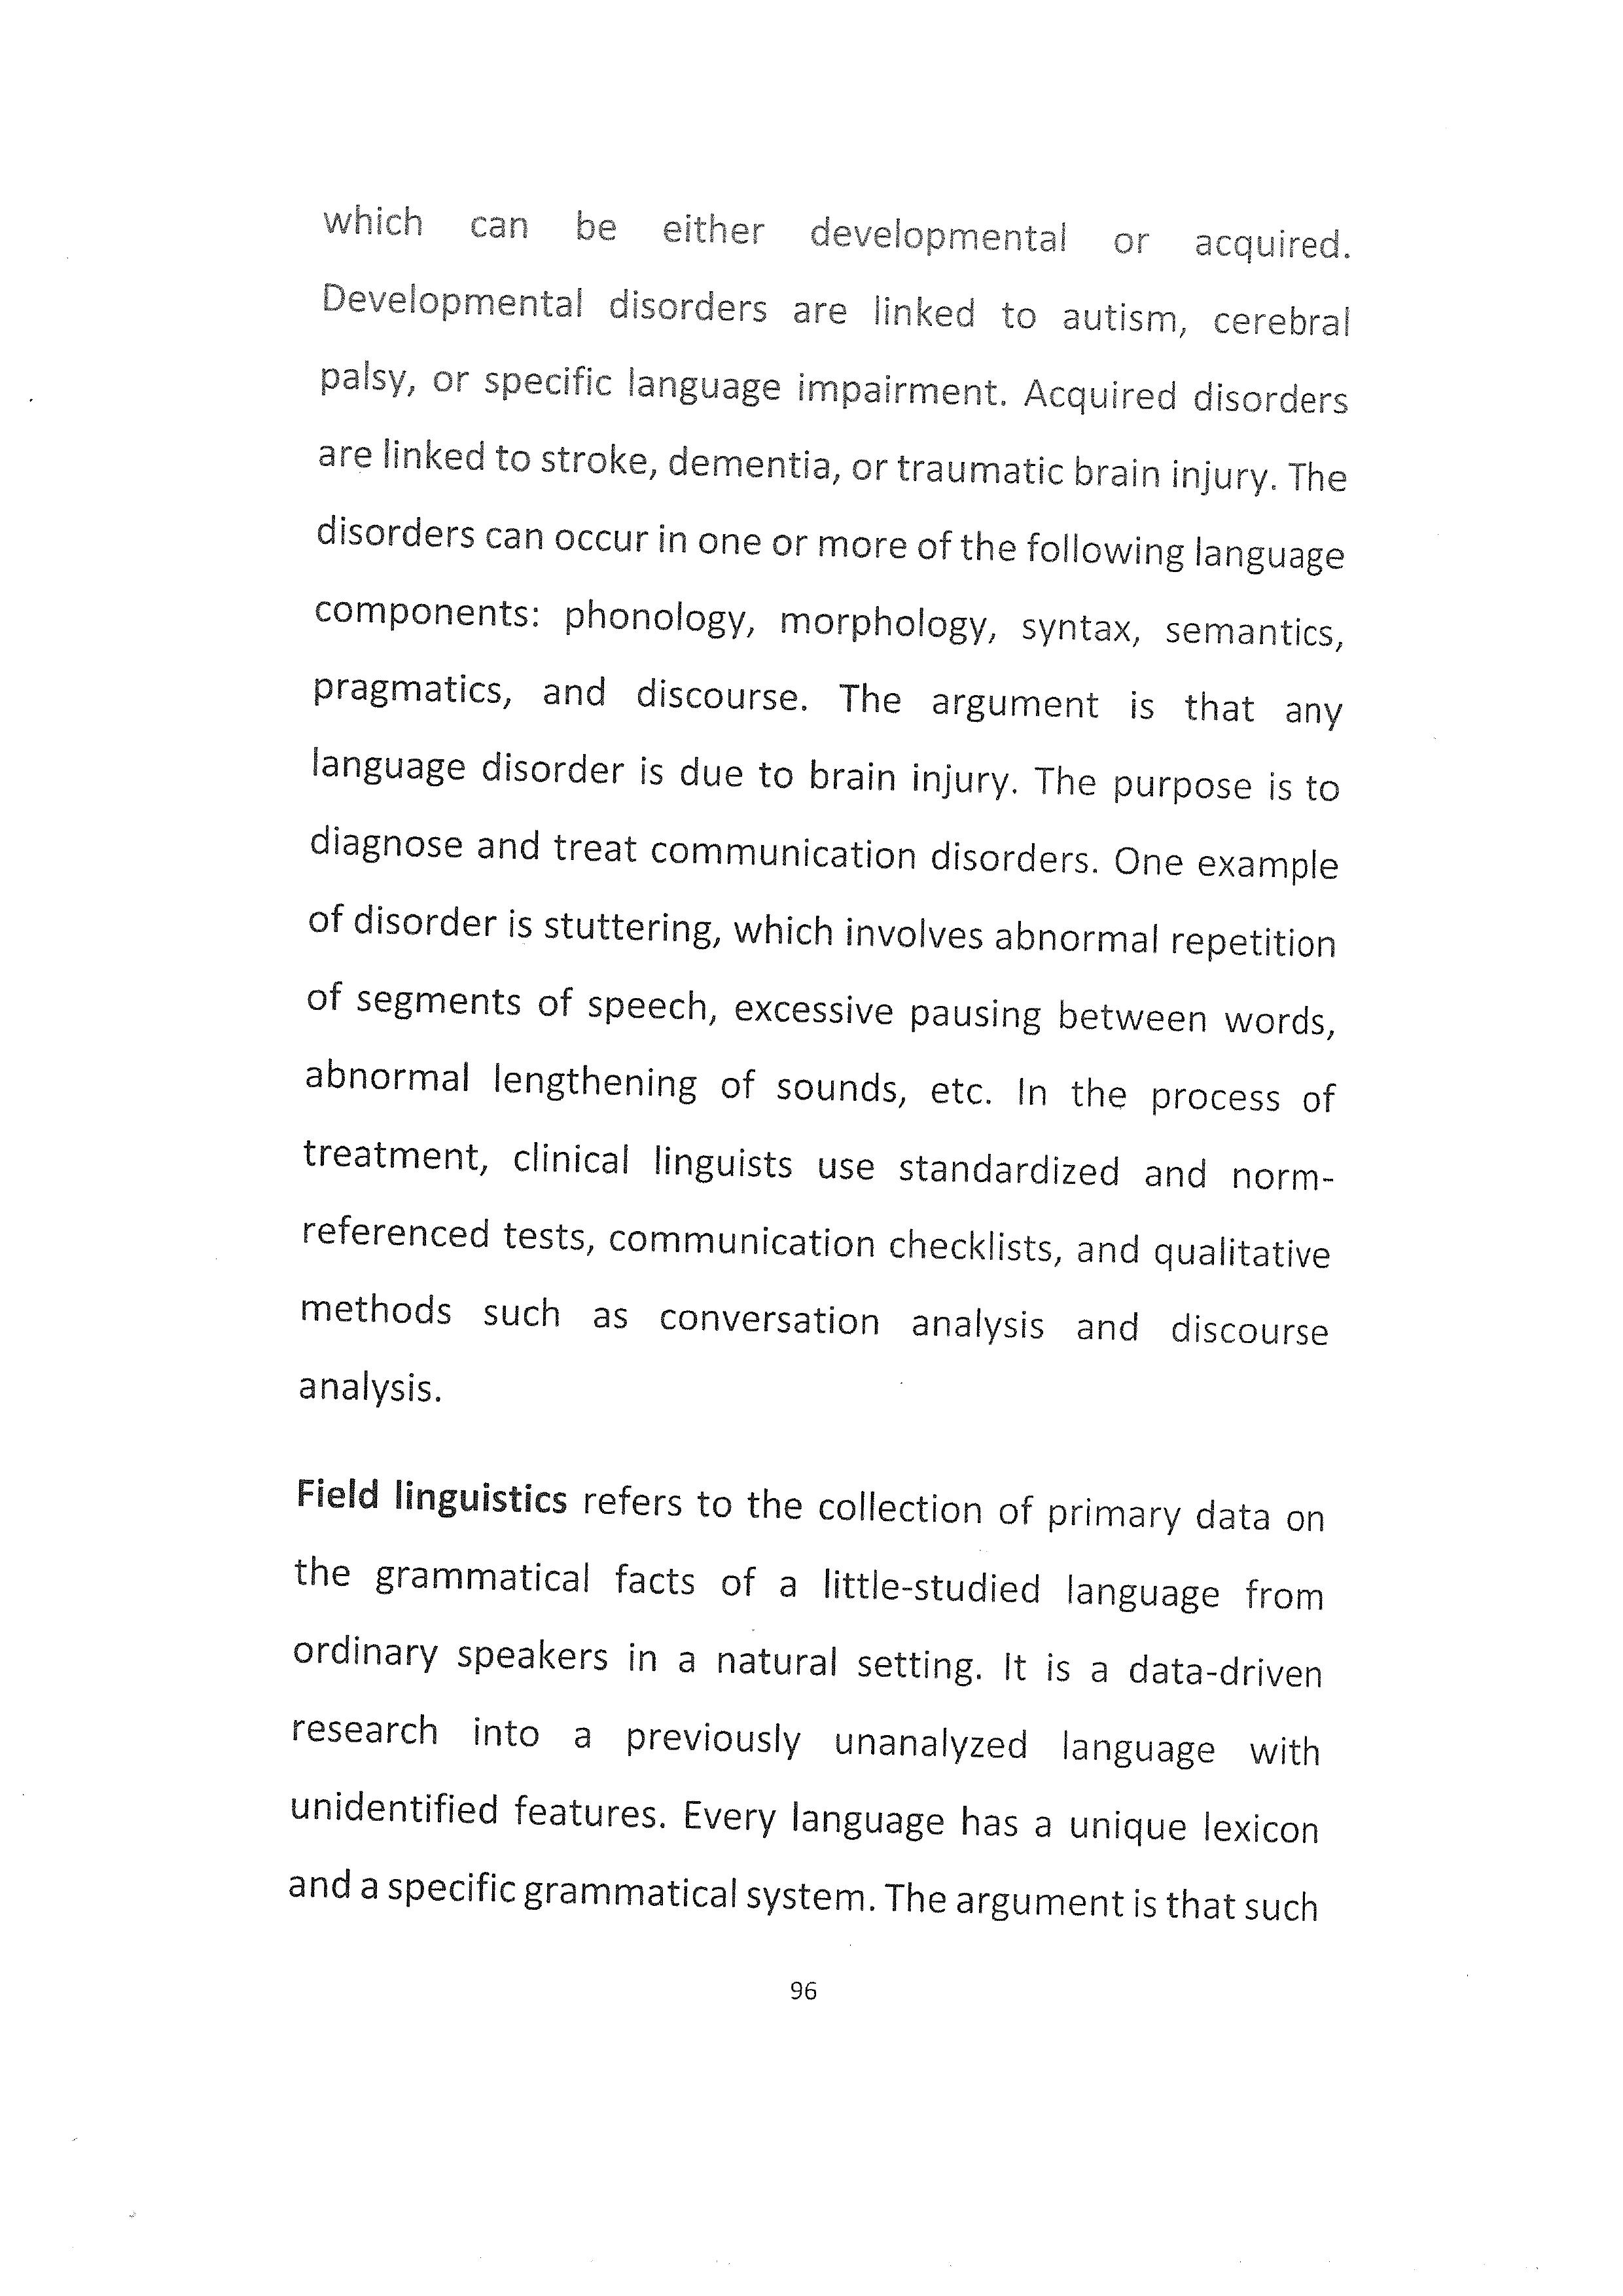 which can be either developmental or acquired.
Developmental disorders are linked to autism, cerebral
palsy, or specific language impairment. Acquired disorders
are linked to stroke, dementia, or traumatic brain injury. The
disorders can occur in one or more of the following language
components: phonology, morphology, syntax, semantics,
pragmatics, and discourse. The argument is that any
language disorder is due to brain injury. The purpose is to
diagnose and treat communication disorders. One example
of disorder is stuttering, which involves abnormal repetition
of segments of speech, excessive pausing between words,
abnormal lengthening of sounds, etc. In the process of
treatment, clinical linguists use standardized and norm-
referenced tests, communication checklists, and qualitative
methods such as conversation analysis and discourse
analysis.
Field linguistics refers to the collection of primary data on
the grammatical facts of a little-studied language from
ordinary speakers in a natural setting. It is a data-driven
research into a previously unanalyzed language with
unidentified features. Every language has a unique lexicon
and a specific grammatical system. The argument is that such
96